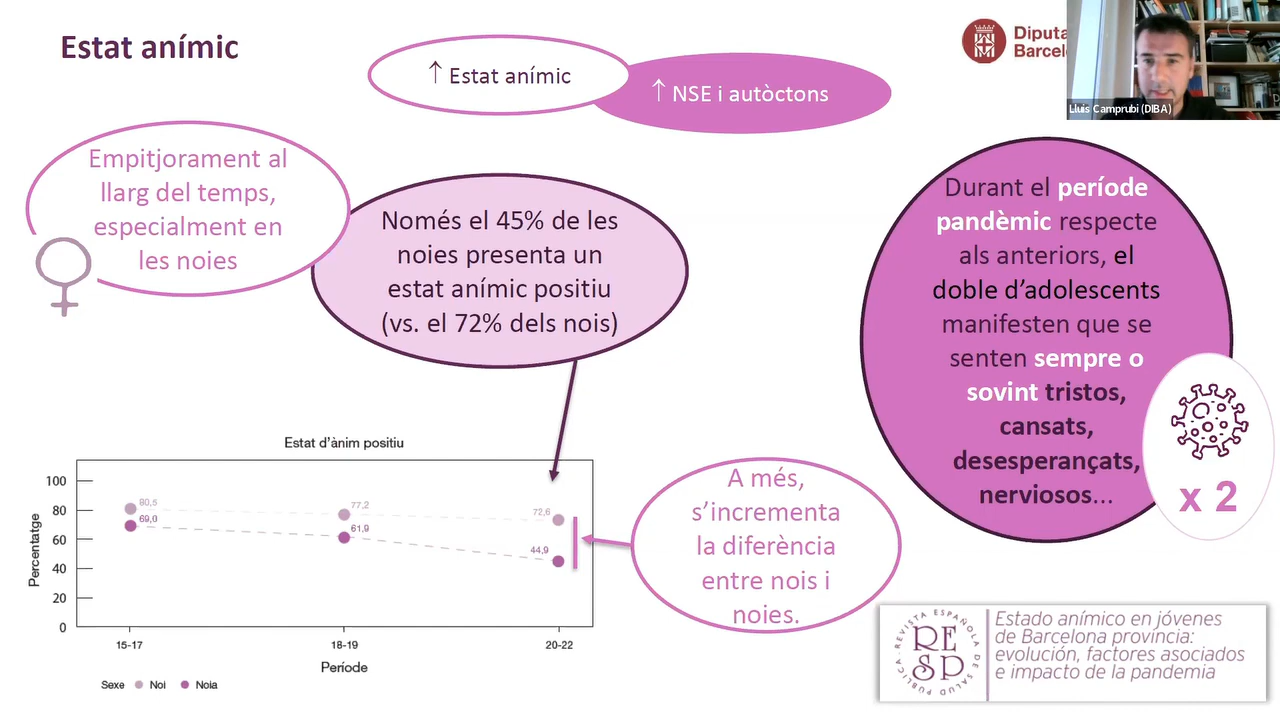 Estat anímic
↑ Estat anímic
↑ NSE i autòctons
Diputa
Barcel
Lluís Camprubí (DIBA)
Empitjorament al
llarg del temps,
especialment en
les noies
Només el 45% de les
noies presenta un
estat anímic positiu
(vs. el 72% dels nois)
Durant el període
pandèmic respecte
als anteriors, el
doble d’adolescents
manifesten que se
senten sempre o
sovint tristos,
cansats,
desesperançats,
nerviosos...
x 2
Estat d’ànim positiu
Percentatge
100
80
60
40
20
0
80,5
77,2
72,6
69,0
61,9
44,9
15-17
18-19
20-22
Període
Sexe Noi Noia
A més,
s’incrementa
la diferència
entre nois i
noies.
REVISTA ESPAÑOLA DE SALUD PUBLICA
RE
SP
Estado anímico en jóvenes
de Barcelona provincia:
evolución, factores asociados
e impacto de la pandemia